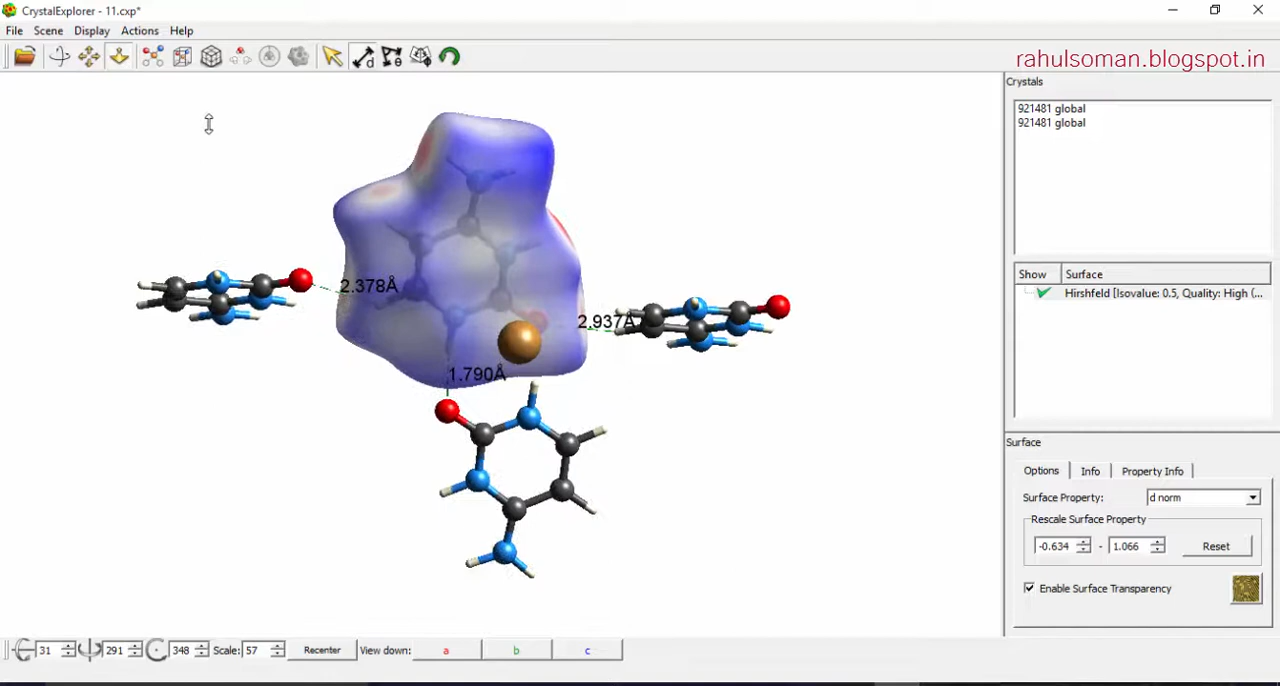 CrystalExplorer - 11.cxp*
File Scene Display Actions Help
rahulsoman.blogspot.in
Crystals
921481 global
921481 global
2.378Å
2.937Å
1.790Å
Show Surface
Hirshfeld [Isovalue: 0.5, Quality: High (...
Surface
Options Info Property Info
Surface Property: d norm
Rescale Surface Property
-0.634 - 1.066 Reset
Enable Surface Transparency
31 291 348 Scale: 57 Recenter View down: a b c